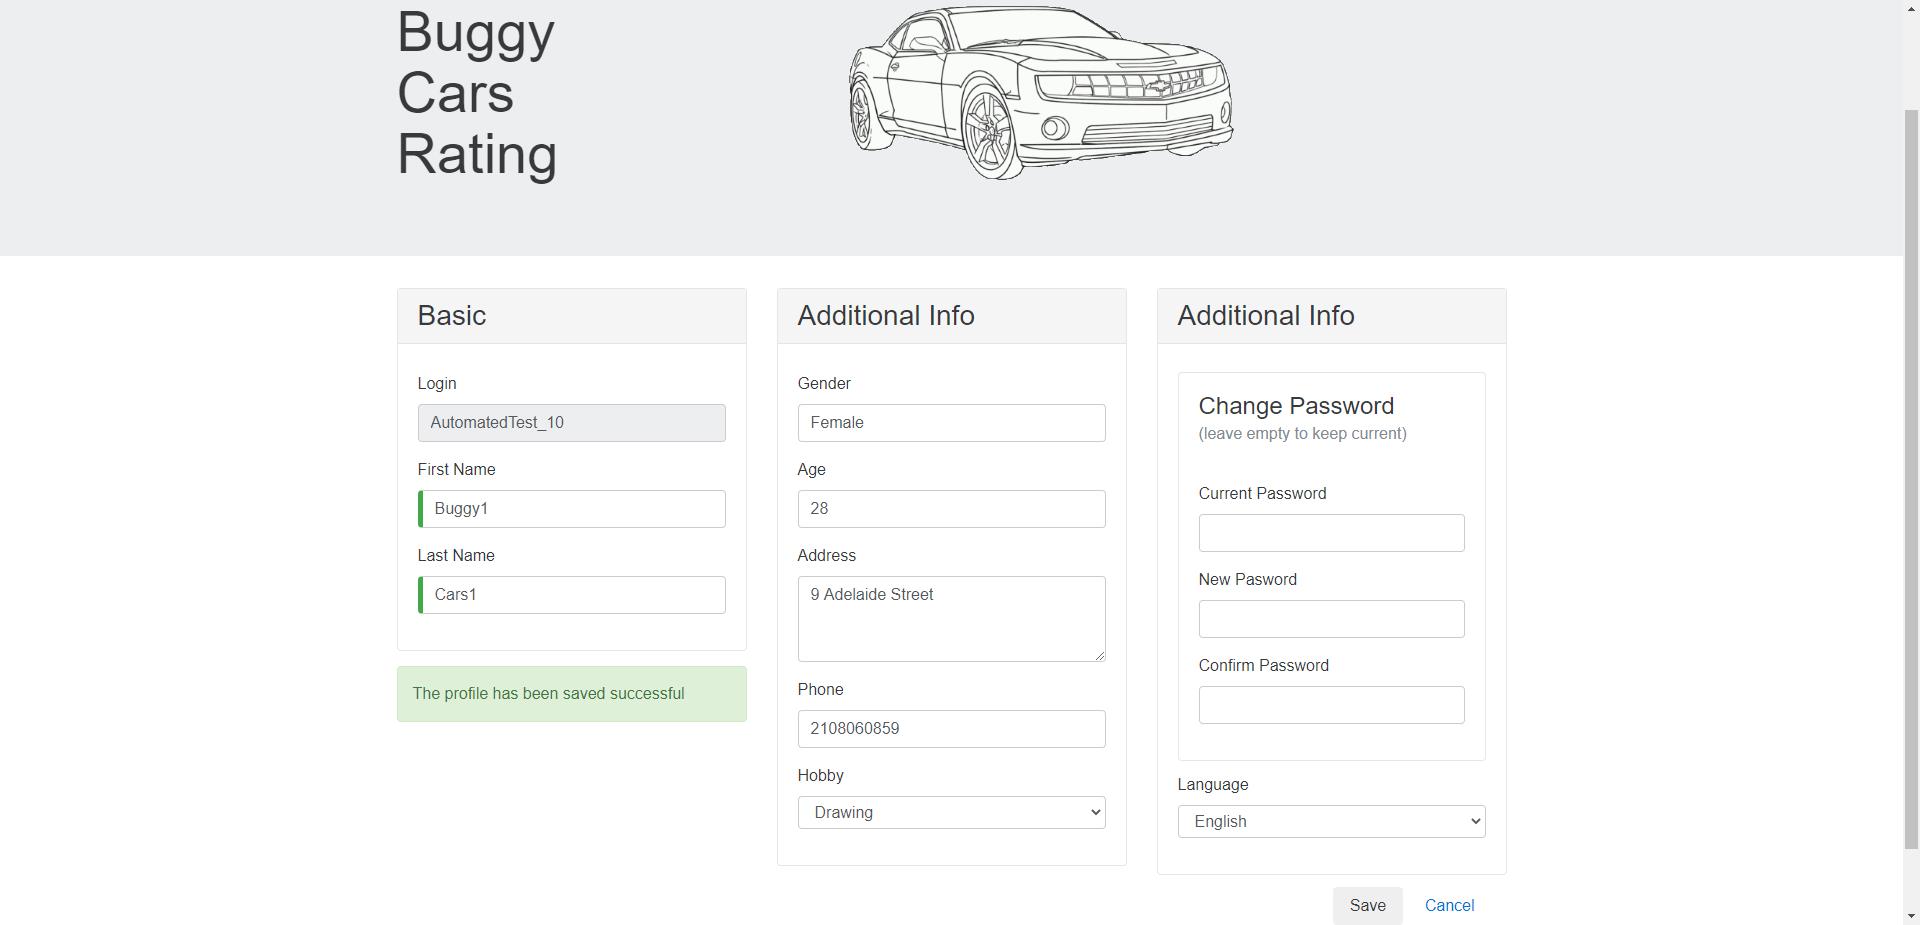 Buggy
Cars
Rating
Basic
Login
AutomatedTest_10
First Name
Buggy1
Last Name
Cars1
The profile has been saved successful
Additional Info
Gender
Female
Age
28
Address
9 Adelaide Street
Phone
2108060859
Hobby
Drawing
Additional Info
Change Password
(leave empty to keep current)
Current Password
New Pasword
Confirm Password
Language
English
Save
Cancel